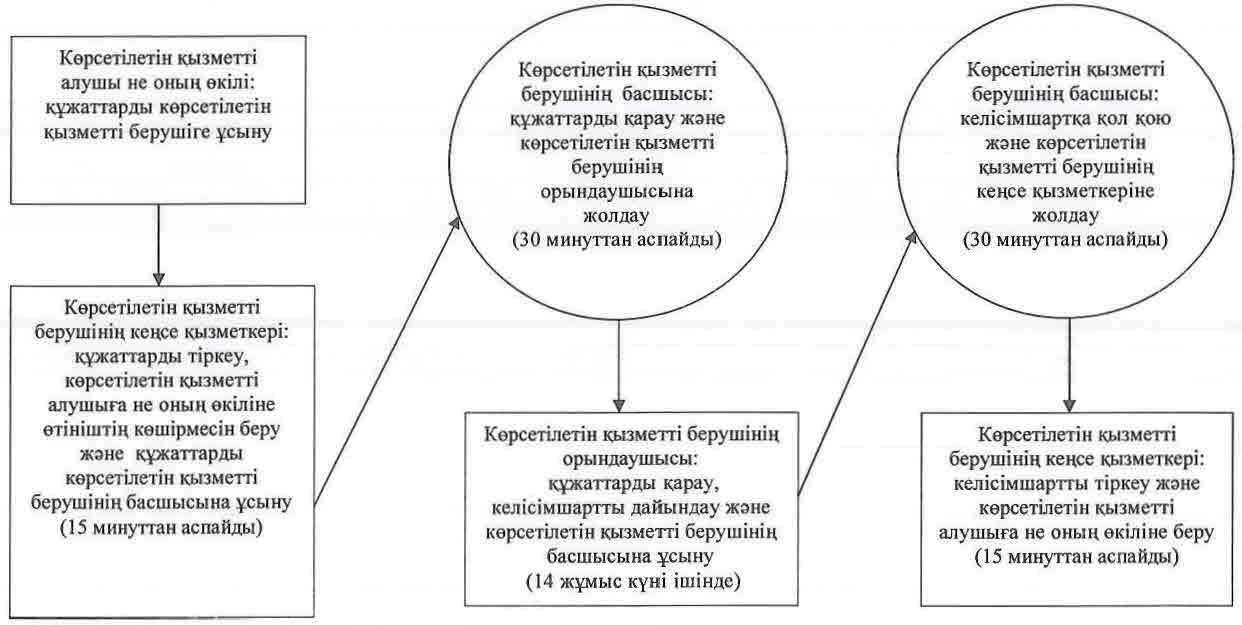 Көрсетілетін қызметті
алушы не оның өкілі:
құжаттарды көрсетілетін
қызметті берушіге ұсыну
Көрсетілетін қызметті
берушінің кеңсе қызметкері:
құжаттарды тіркеу,
көрсетілетін қызметті
алушыға не оның өкіліне
өтініштің көшірмесін беру
және құжаттарды
көрсетілетін қызметті
берушінің басшысына ұсыну
(15 минуттан аспайды)
Көрсетілетін қызметті
берушінің басшысы:
құжаттарды қарау және
көрсетілетін қызметті
берушінің
орындаушысына
жолдау
(30 минуттан аспайды)
Көрсетілетін қызметті берушінің
орындаушысы:
құжаттарды қарау,
келісімшартты дайындау және
көрсетілетін қызметті берушінің
басшысына ұсыну
(14 жұмыс күні ішінде)
Көрсетілетін қызметті
берушінің басшысы:
келісімшартқа қол қою
және көрсетілетін
қызметті берушінің
кеңсе қызметкеріне
жолдау
(30 минуттан аспайды)
Көрсетілетін қызметті
берушінің кеңсе қызметкері:
келісімшартты тіркеу және
көрсетілетін қызметті
алушыға не оның өкіліне беру
(15 минуттан аспайды)